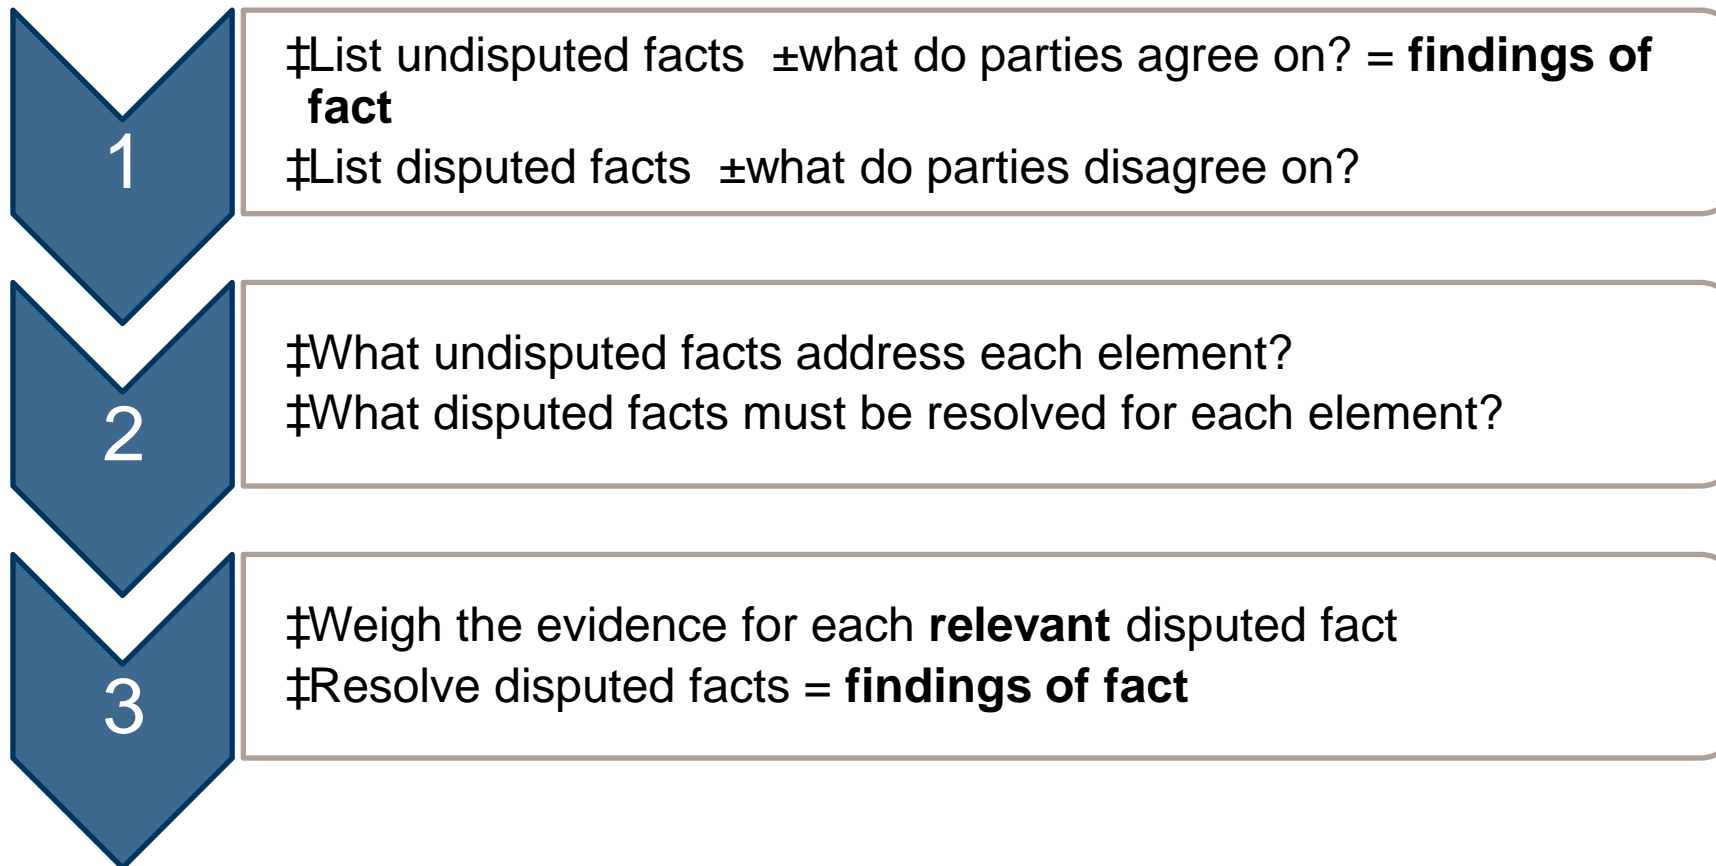 1
‡List undisputed facts ±what do parties agree on? = findings of
fact
‡List disputed facts ±what do parties disagree on?
2
‡What undisputed facts address each element?
‡What disputed facts must be resolved for each element?
3
‡Weigh the evidence for each relevant disputed fact
‡Resolve disputed facts = findings of fact